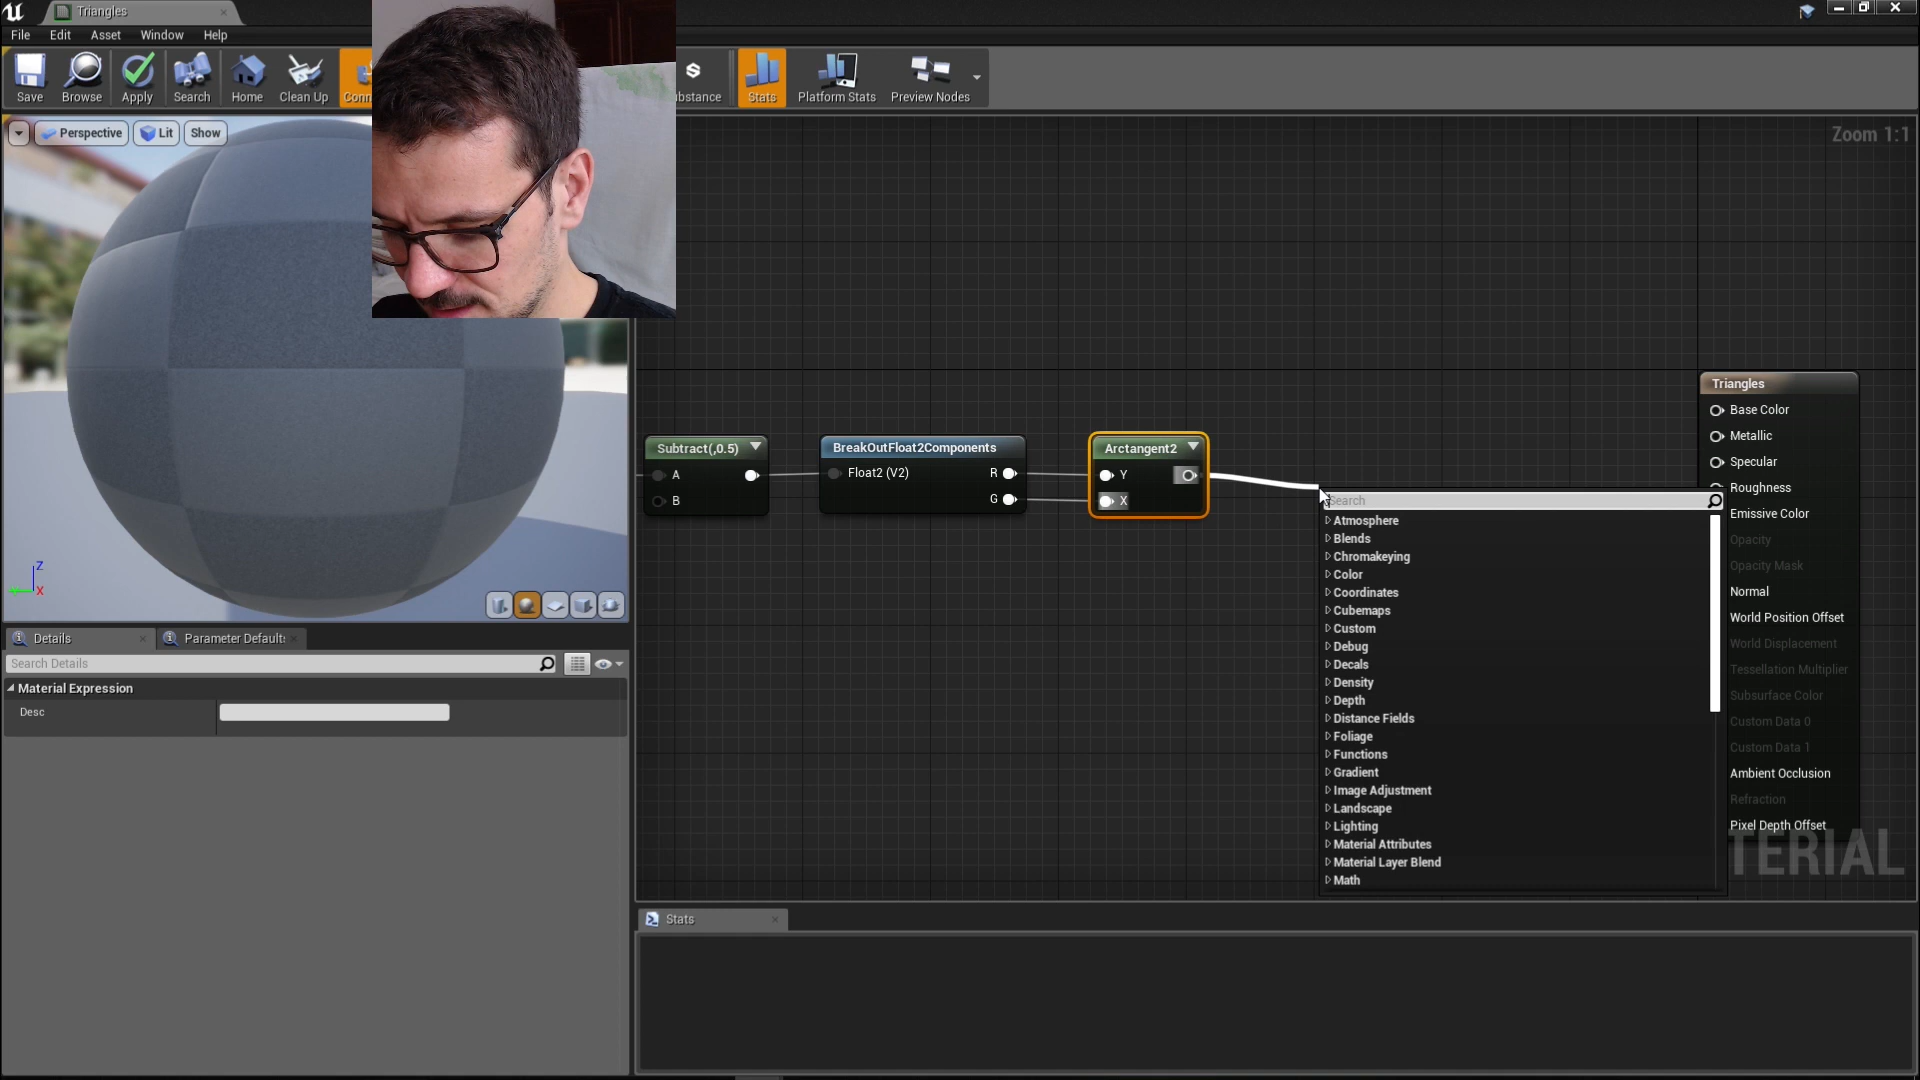 Triangles
File Edit Asset Window Help
Save Browse Apply Search Home Clean Up Conn ubstance Stats Platform Stats Preview Nodes
Perspective Lit Show
Zoom 1:1
Triangles
Base Color
Metallic
Specular
Roughness
Emissive Color
Opacity
Opacity Mask
Normal
World Position Offset
World Displacement
Tessellation Multiplier
Subsurface Color
Custom Data 0
Custom Data 1
Ambient Occlusion
Refraction
Pixel Depth Offset
TERIAL
Subtract(,0.5)
A
B
BreakOutFloat2Components
Float2 (V2) R
G
Arctangent2
Y
X
Search
Atmosphere
Blends
Chromakeying
Color
Coordinates
Cubemaps
Custom
Debug
Decals
Density
Depth
Distance Fields
Foliage
Functions
Gradient
Image Adjustment
Landscape
Lighting
Material Attributes
Material Layer Blend
Math
Z
X
Details Parameter Default
Search Details
Material Expression
Desc
Stats